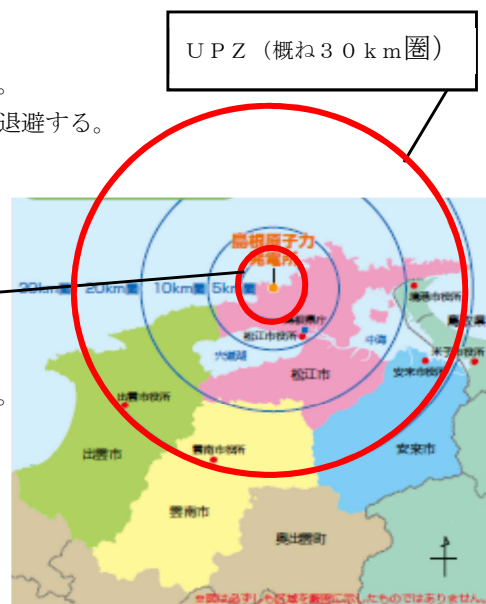 UPZ(概ね30km圏)
。
退避する。
島根原子力
発電所
30km圏
20km圏
10km圏
5km圏
島根県庁
松江市役所
境港市役所
鳥取県
宍道湖
中海
米子市役所
安来市役所
松江市
出雲市役所
。
雲南市役所
出雲市
安来市
雲南市
奥出雲町
※図は必ずしも区域を厳密に示したものではありません。